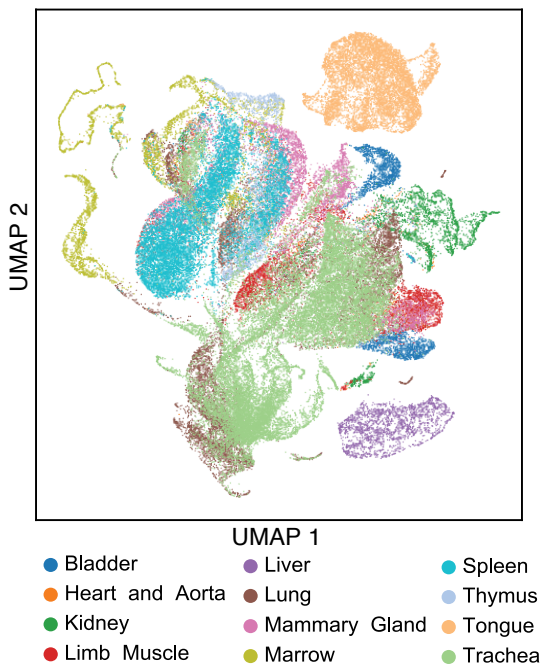 UMAP 2
UMAP 1
Bladder
Heart and Aorta
Kidney
Limb Muscle
Liver
Lung
Mammary Gland
Marrow
Spleen
Thymus
Tongue
Trachea